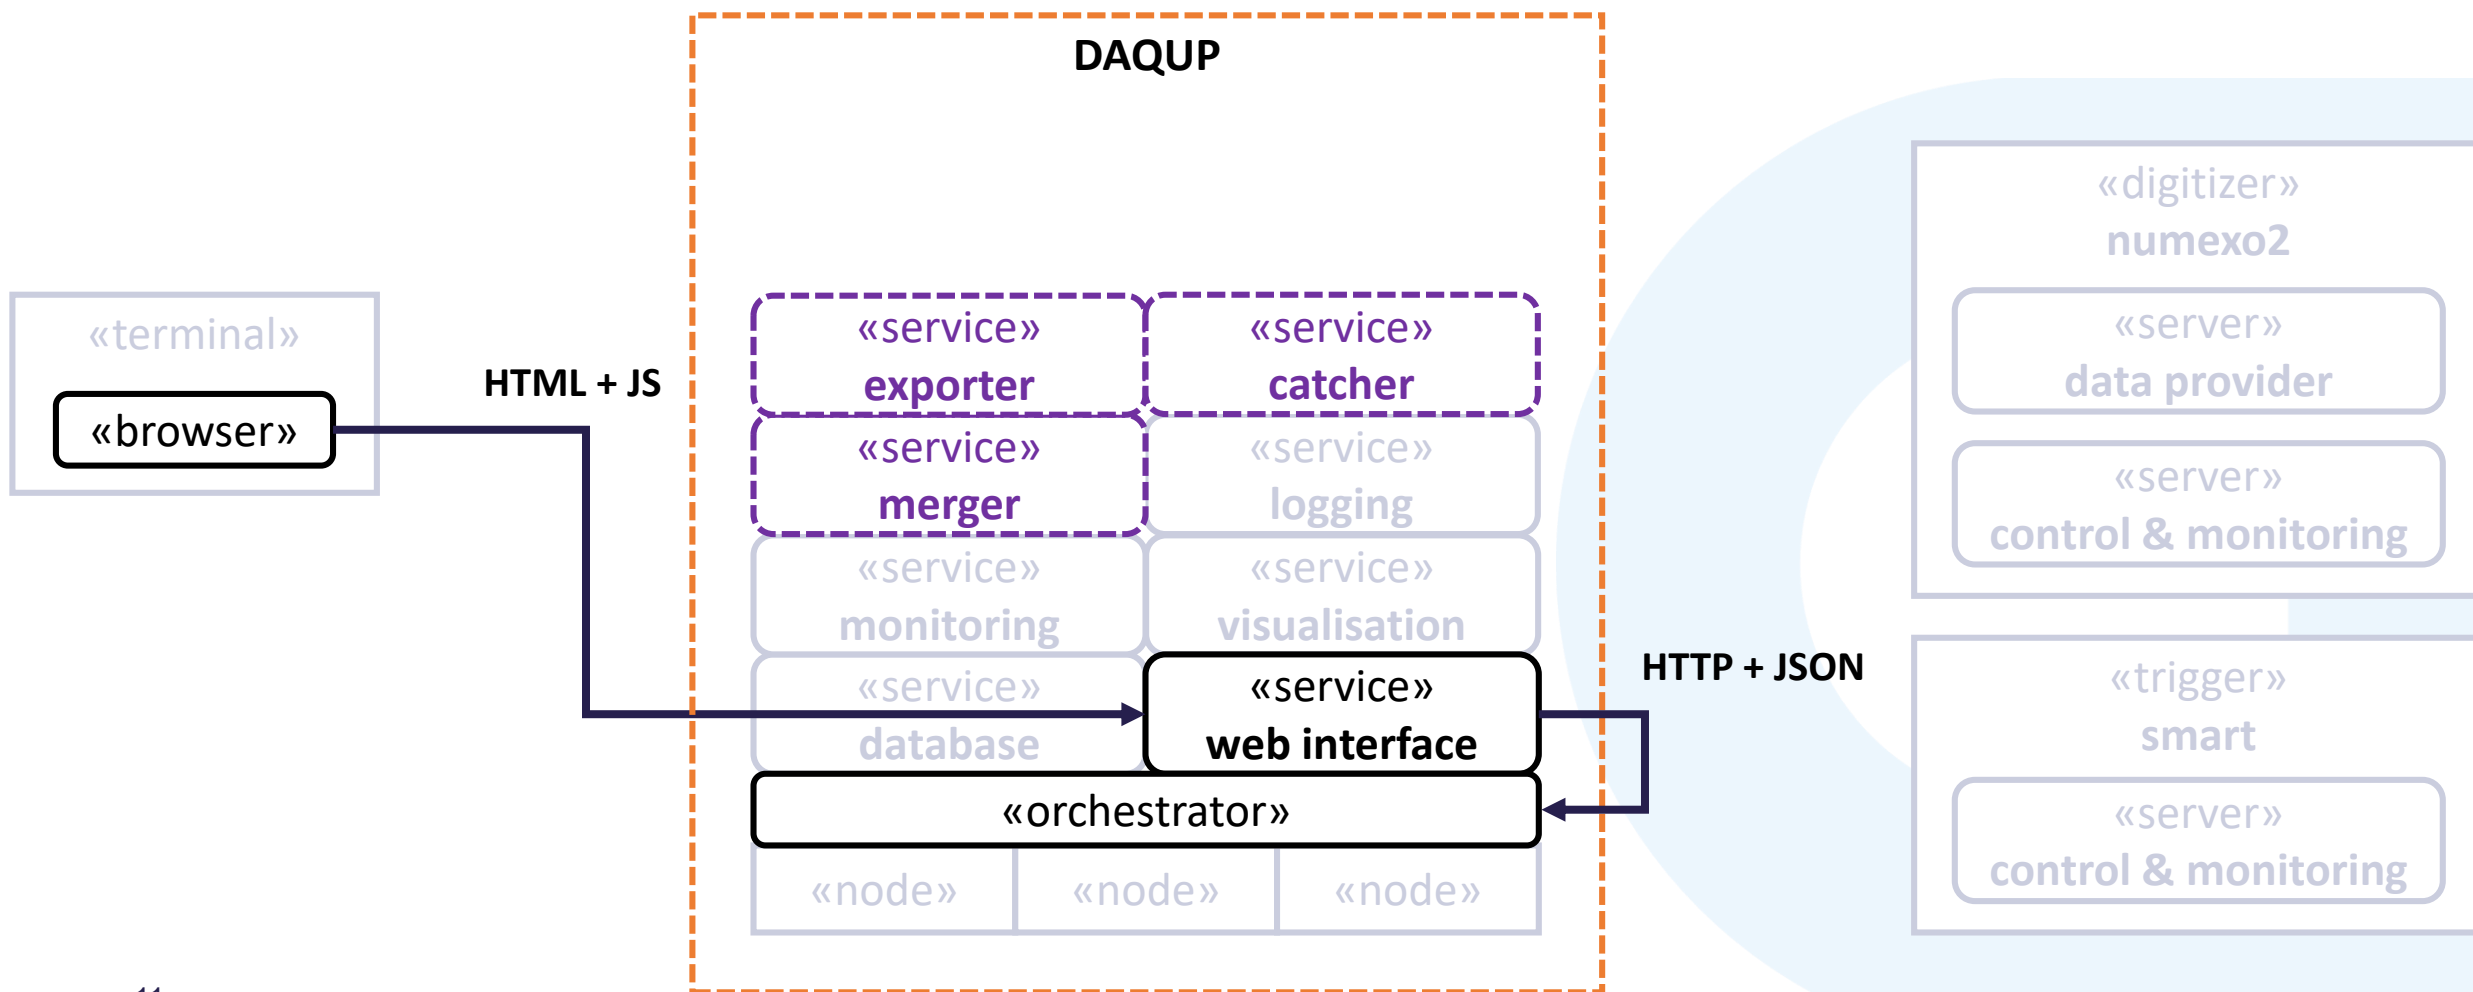 DAQUP
«terminal»
«browser»
HTML + JS
«service»
exporter
«service»
catcher
«service»
merger
«service»
logging
«service»
monitoring
«service»
visualisation
«service»
database
«service»
web interface
«orchestrator»
«node»
«node»
«node»
HTTP + JSON
«digitizer»
numexo2
«server»
data provider
«server»
control & monitoring
«trigger»
smart
«server»
control & monitoring
11